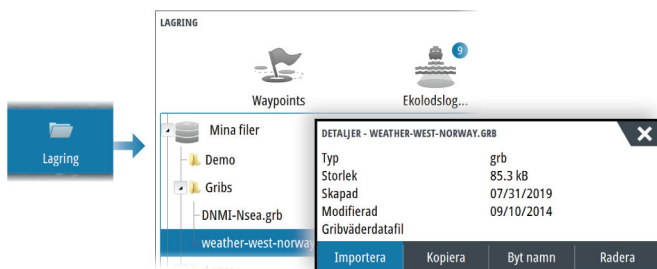 LAGRING
9
Waypoints
Ekolodslog...
Lagring
Mina filer
Demo
Gribs
DNMI-Nsea.grb
weather-west-norway
DETALJER - WEATHER-WEST-NORWAY.GRB
X
Typ grb
Storlek 85.3 kB
Skapad 07/31/2019
Modifierad 09/10/2014
Gribväderdatafil
Importera Kopiera Byt namn Radera